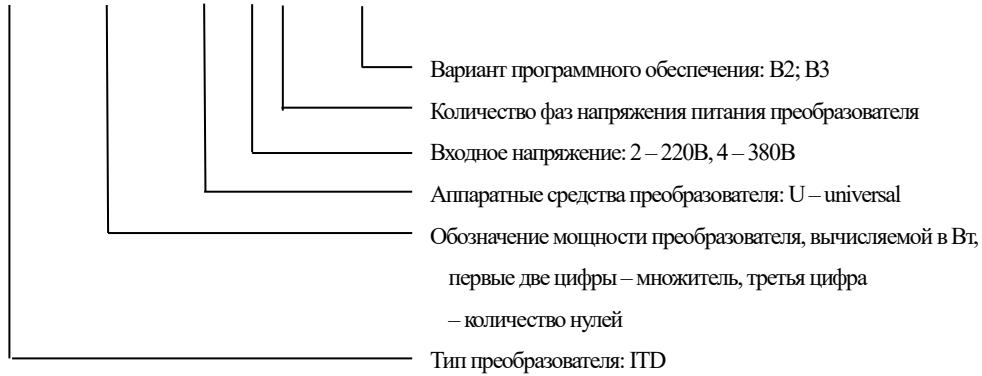 Вариант программного обеспечения: B2; B3
Количество фаз напряжения питания преобразователя
Входное напряжение: 2 – 220В, 4 – 380В
Аппаратные средства преобразователя: U – universal
Обозначение мощности преобразователя, вычисляемой в Вт,
первые две цифры – множитель, третья цифра
– количество нулей
Тип преобразователя: ITD